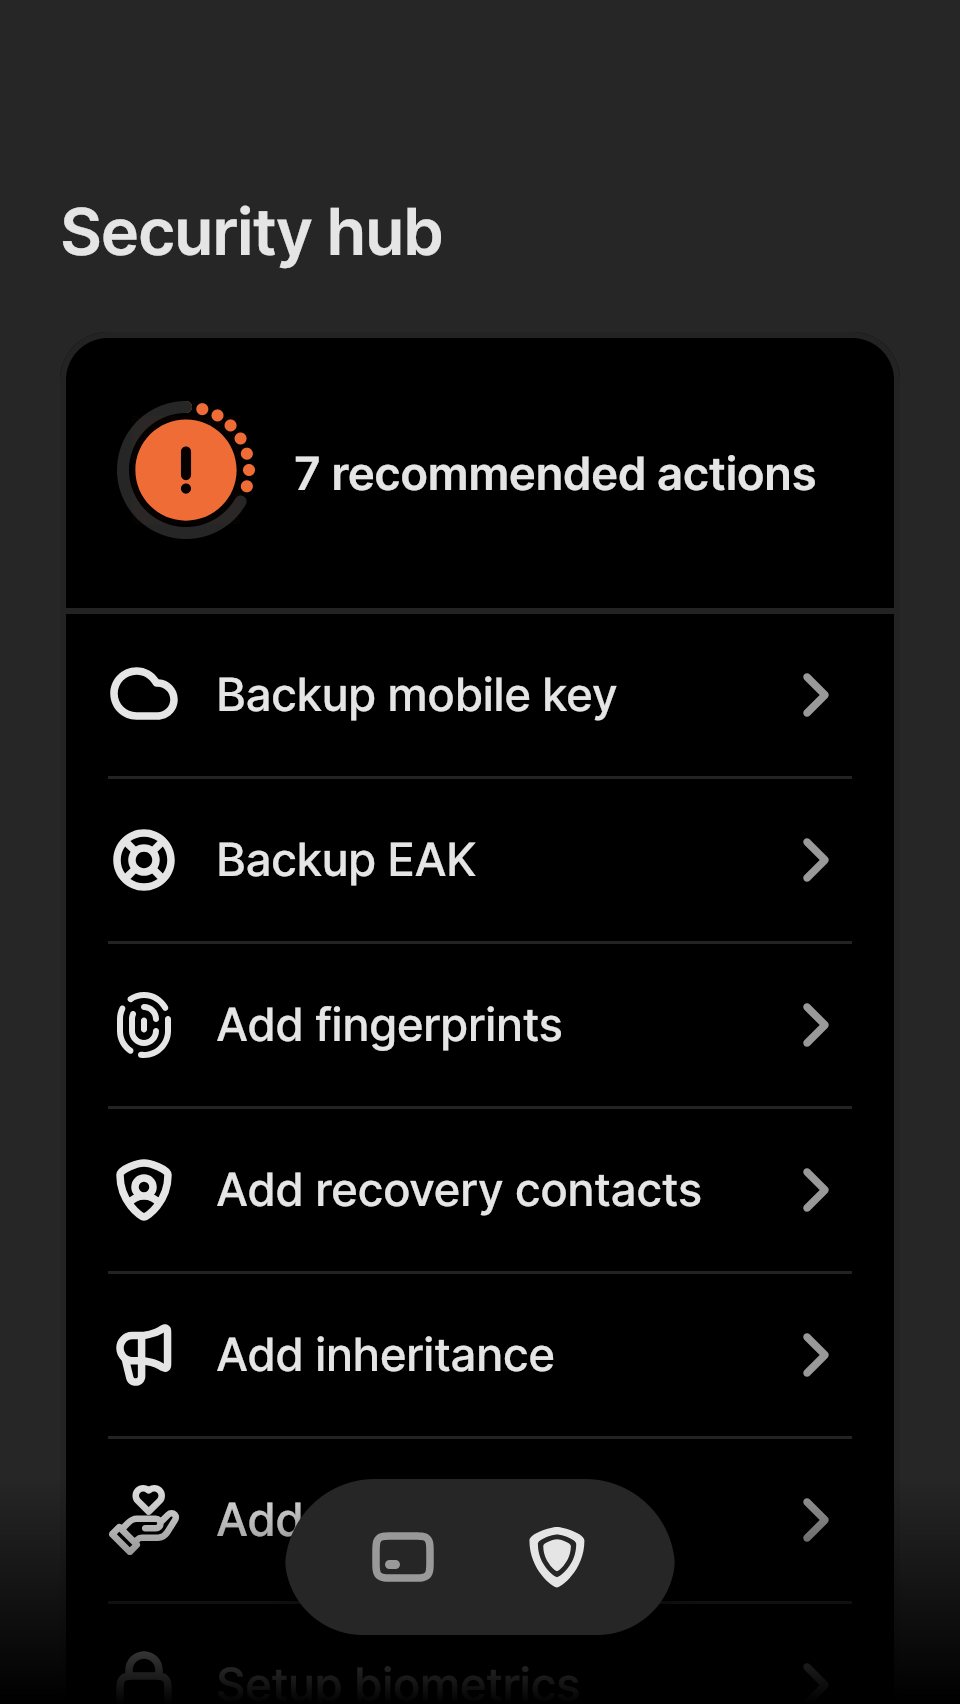 Security hub
7 recommended actions
Backup mobile key
Backup EAK
Add fingerprints
Add recovery contacts
Add inheritance
Add
Setup biometrics